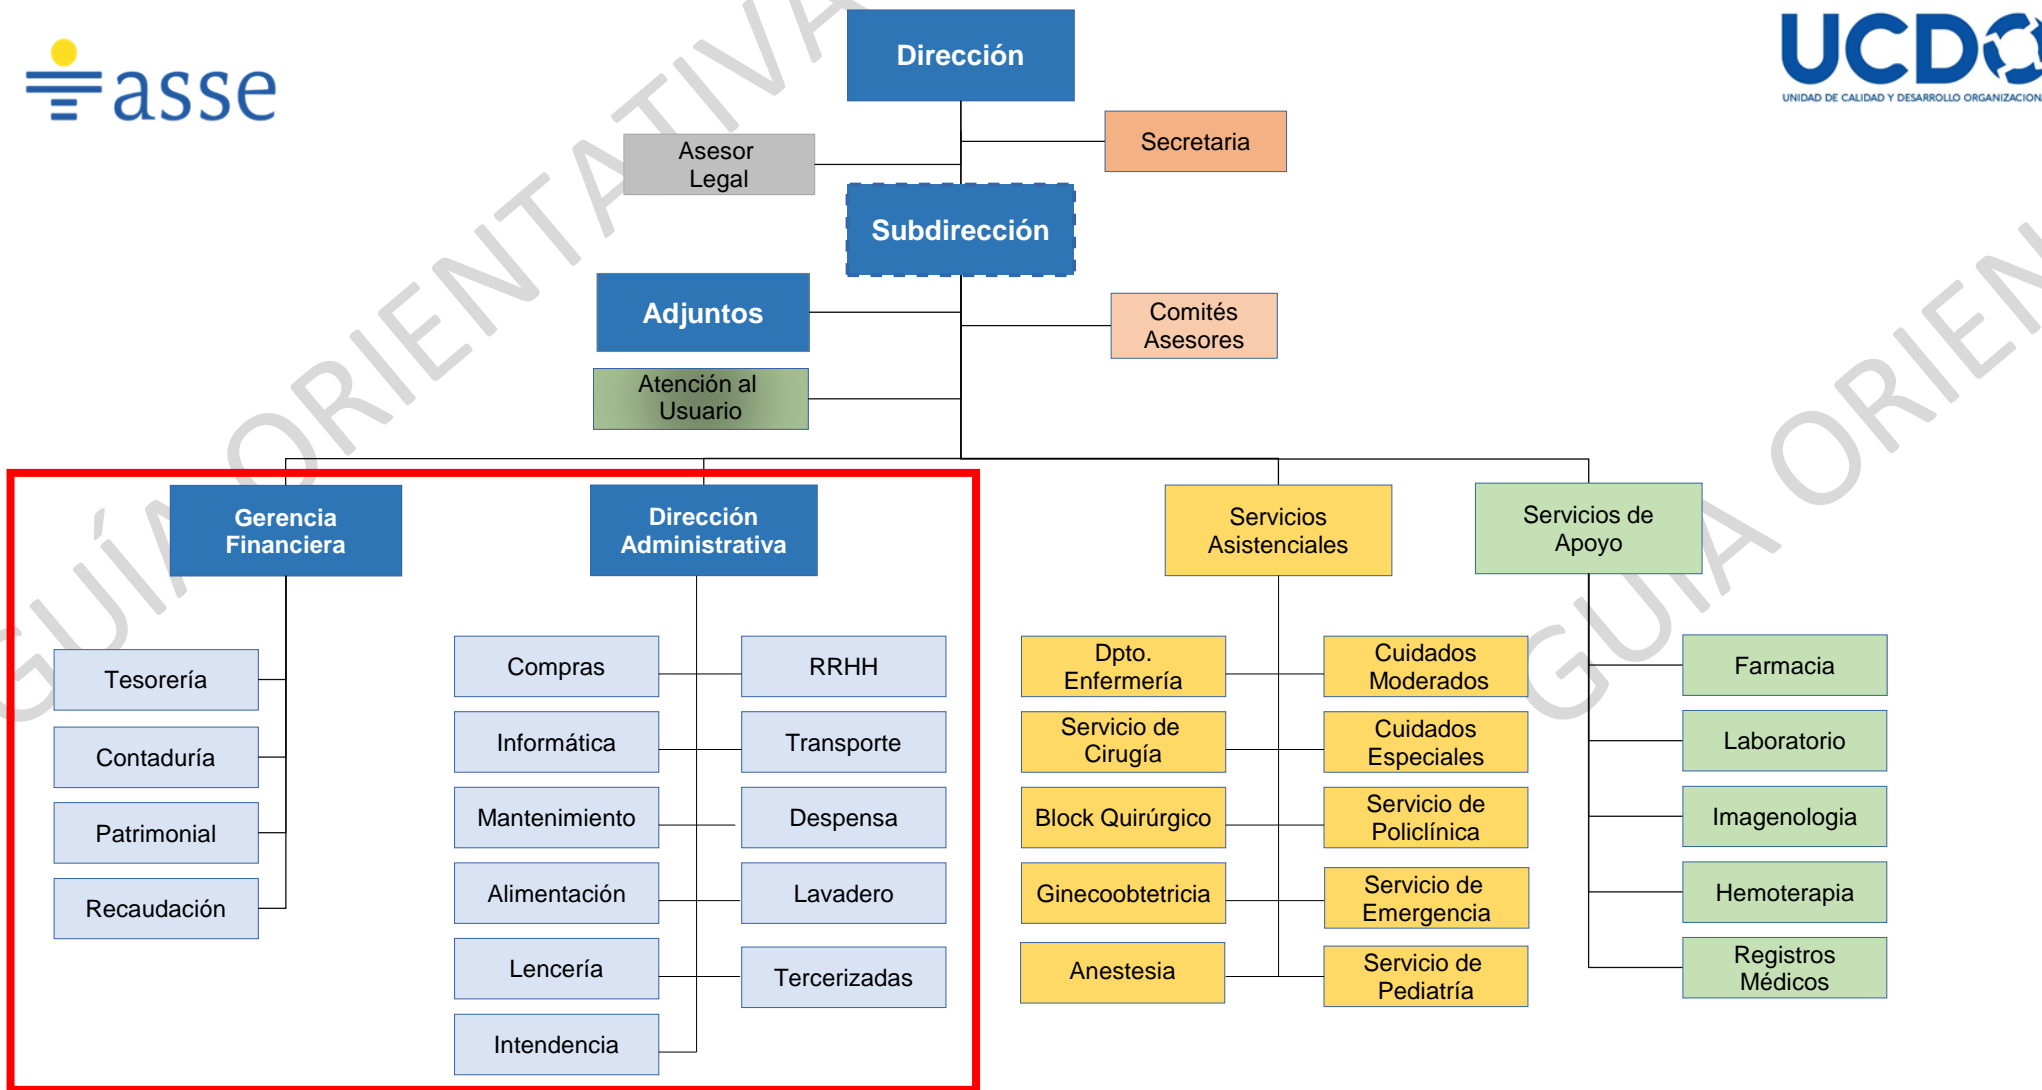 asse
UCDO
UNIDAD DE CALIDAD Y DESARROLLO ORGANIZACION
GUÍA ORIENTATIVA
GUÍA ORIEN
Dirección
Secretaria
Asesor
Legal
Subdirección
Adjuntos
Comités
Asesores
Atención al
Usuario
Gerencia
Financiera
Tesorería
Contaduría
Patrimonial
Recaudación
Dirección
Administrativa
Compras
RRHH
Informática
Transporte
Mantenimiento
Despensa
Alimentación
Lavadero
Lencería
Tercerizadas
Intendencia
Servicios
Asistenciales
Dpto.
Enfermería
Cuidados
Moderados
Servicio de
Cirugía
Cuidados
Especiales
Block Quirúrgico
Servicio de
Policlínica
Ginecoobtetricia
Servicio de
Emergencia
Anestesia
Servicio de
Pediatría
Servicios de
Apoyo
Farmacia
Laboratorio
Imagenologia
Hemoterapia
Registros
Médicos